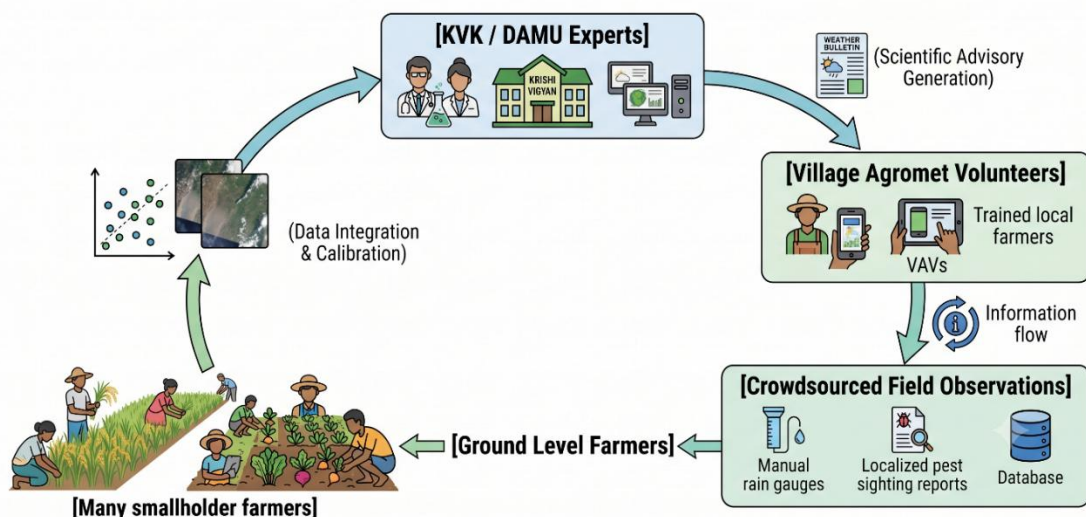 [KVK / DAMU Experts]
KRISHI
VIGYAN
WEATHER
BULLETIN
(Scientific Advisory
Generation)
[Village Agromet Volunteers]
Trained local
farmers
VAVs
Information
flow
[Crowdsourced Field Observations]
Manual
rain gauges
Localized pest
sighting reports
Database
[Ground Level Farmers]
[Many smallholder farmers]
(Data Integration
& Calibration)